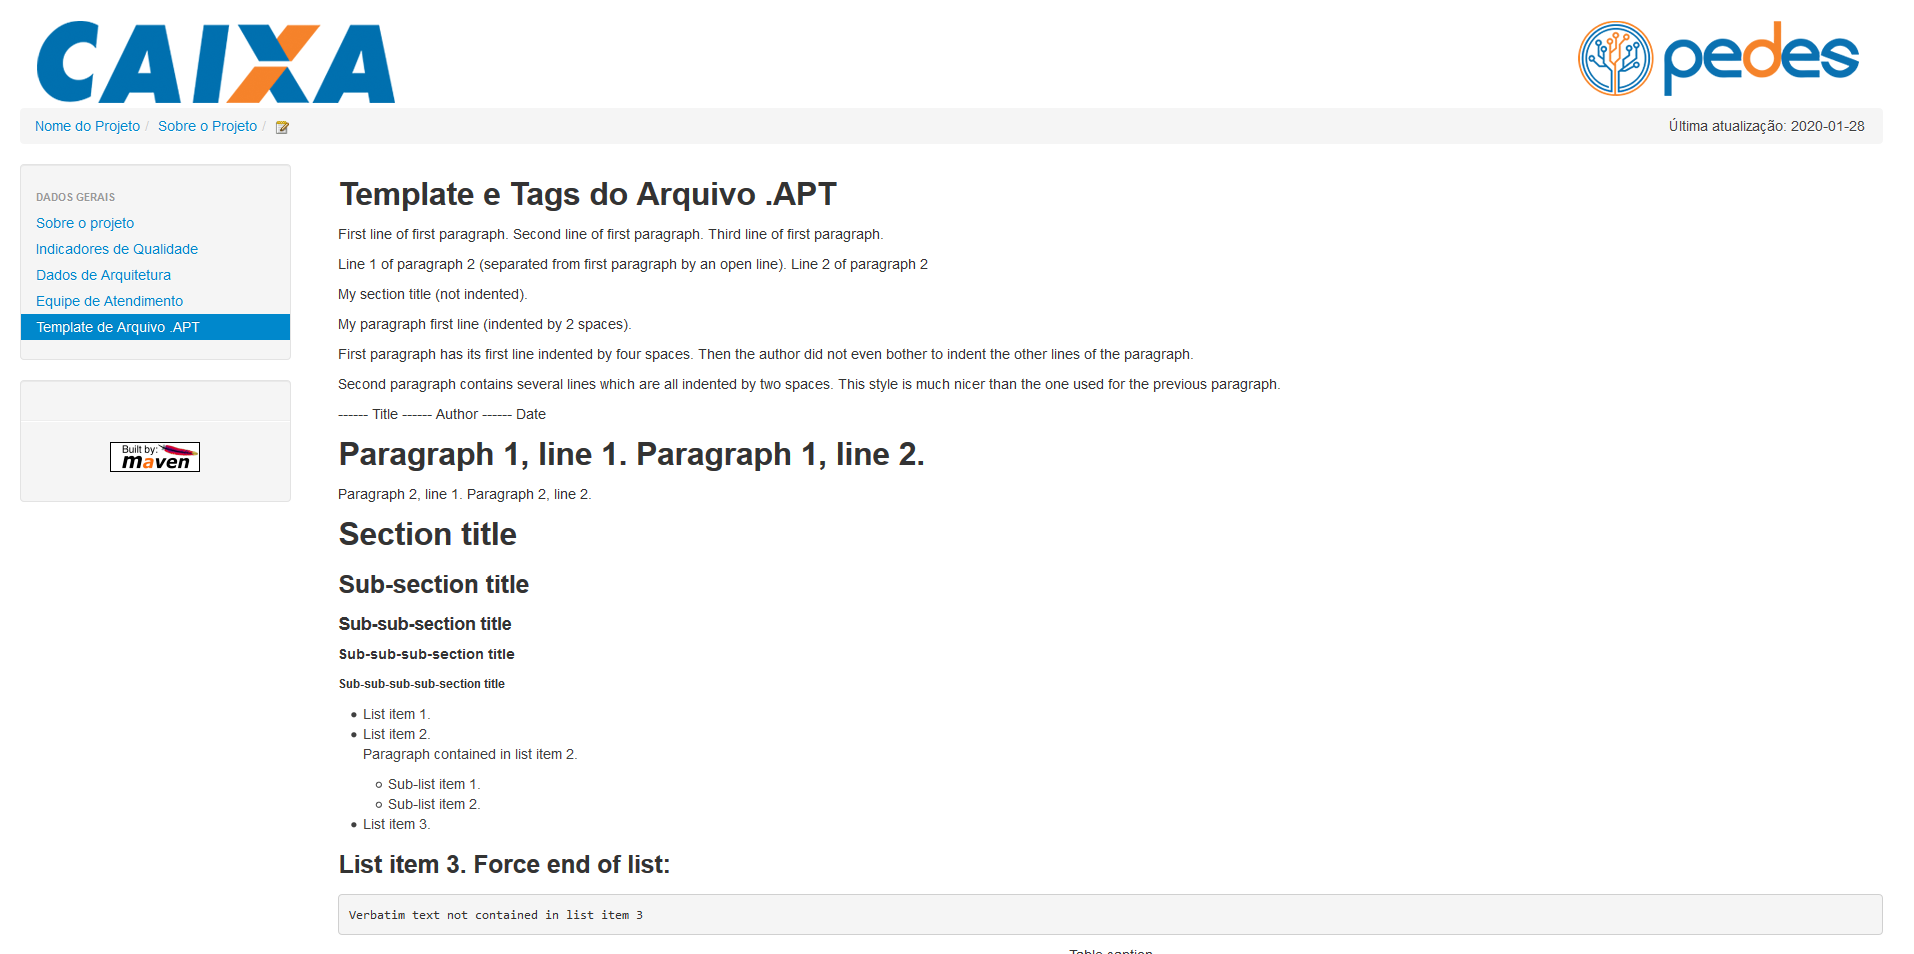 CAIXA
pedes
Nome do Projeto / Sobre o Projeto /
Última atualização: 2020-01-28
DADOS GERAIS
Sobre o projeto
Indicadores de Qualidade
Dados de Arquitetura
Equipe de Atendimento
Template de Arquivo .APT
Built by:
maven
Template e Tags do Arquivo .APT
First line of first paragraph. Second line of first paragraph. Third line of first paragraph.
Line 1 of paragraph 2 (separated from first paragraph by an open line). Line 2 of paragraph 2
My section title (not indented).
My paragraph first line (indented by 2 spaces).
First paragraph has its first line indented by four spaces. Then the author did not even bother to indent the other lines of the paragraph.
Second paragraph contains several lines which are all indented by two spaces. This style is much nicer than the one used for the previous paragraph.
------ Title ------ Author ------ Date
Paragraph 1, line 1. Paragraph 1, line 2.
Paragraph 2, line 1. Paragraph 2, line 2.
Section title
Sub-section title
Sub-sub-section title
Sub-sub-sub-section title
Sub-sub-sub-sub-section title
• List item 1.
• List item 2.
Paragraph contained in list item 2.
○ Sub-list item 1.
○ Sub-list item 2.
• List item 3.
List item 3. Force end of list:
Verbatim text not contained in list item 3
Table caption